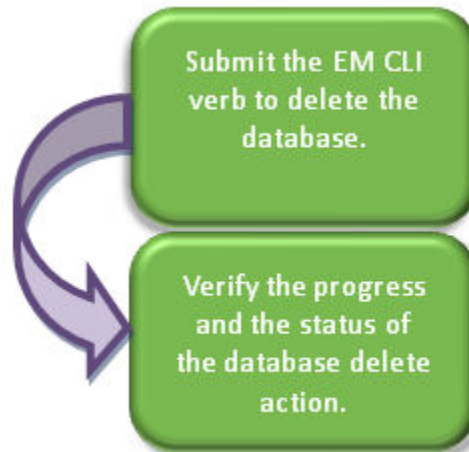 Submit the EM CLI
verb to delete the
database.
Verify the progress
and the status of
the database delete
action.